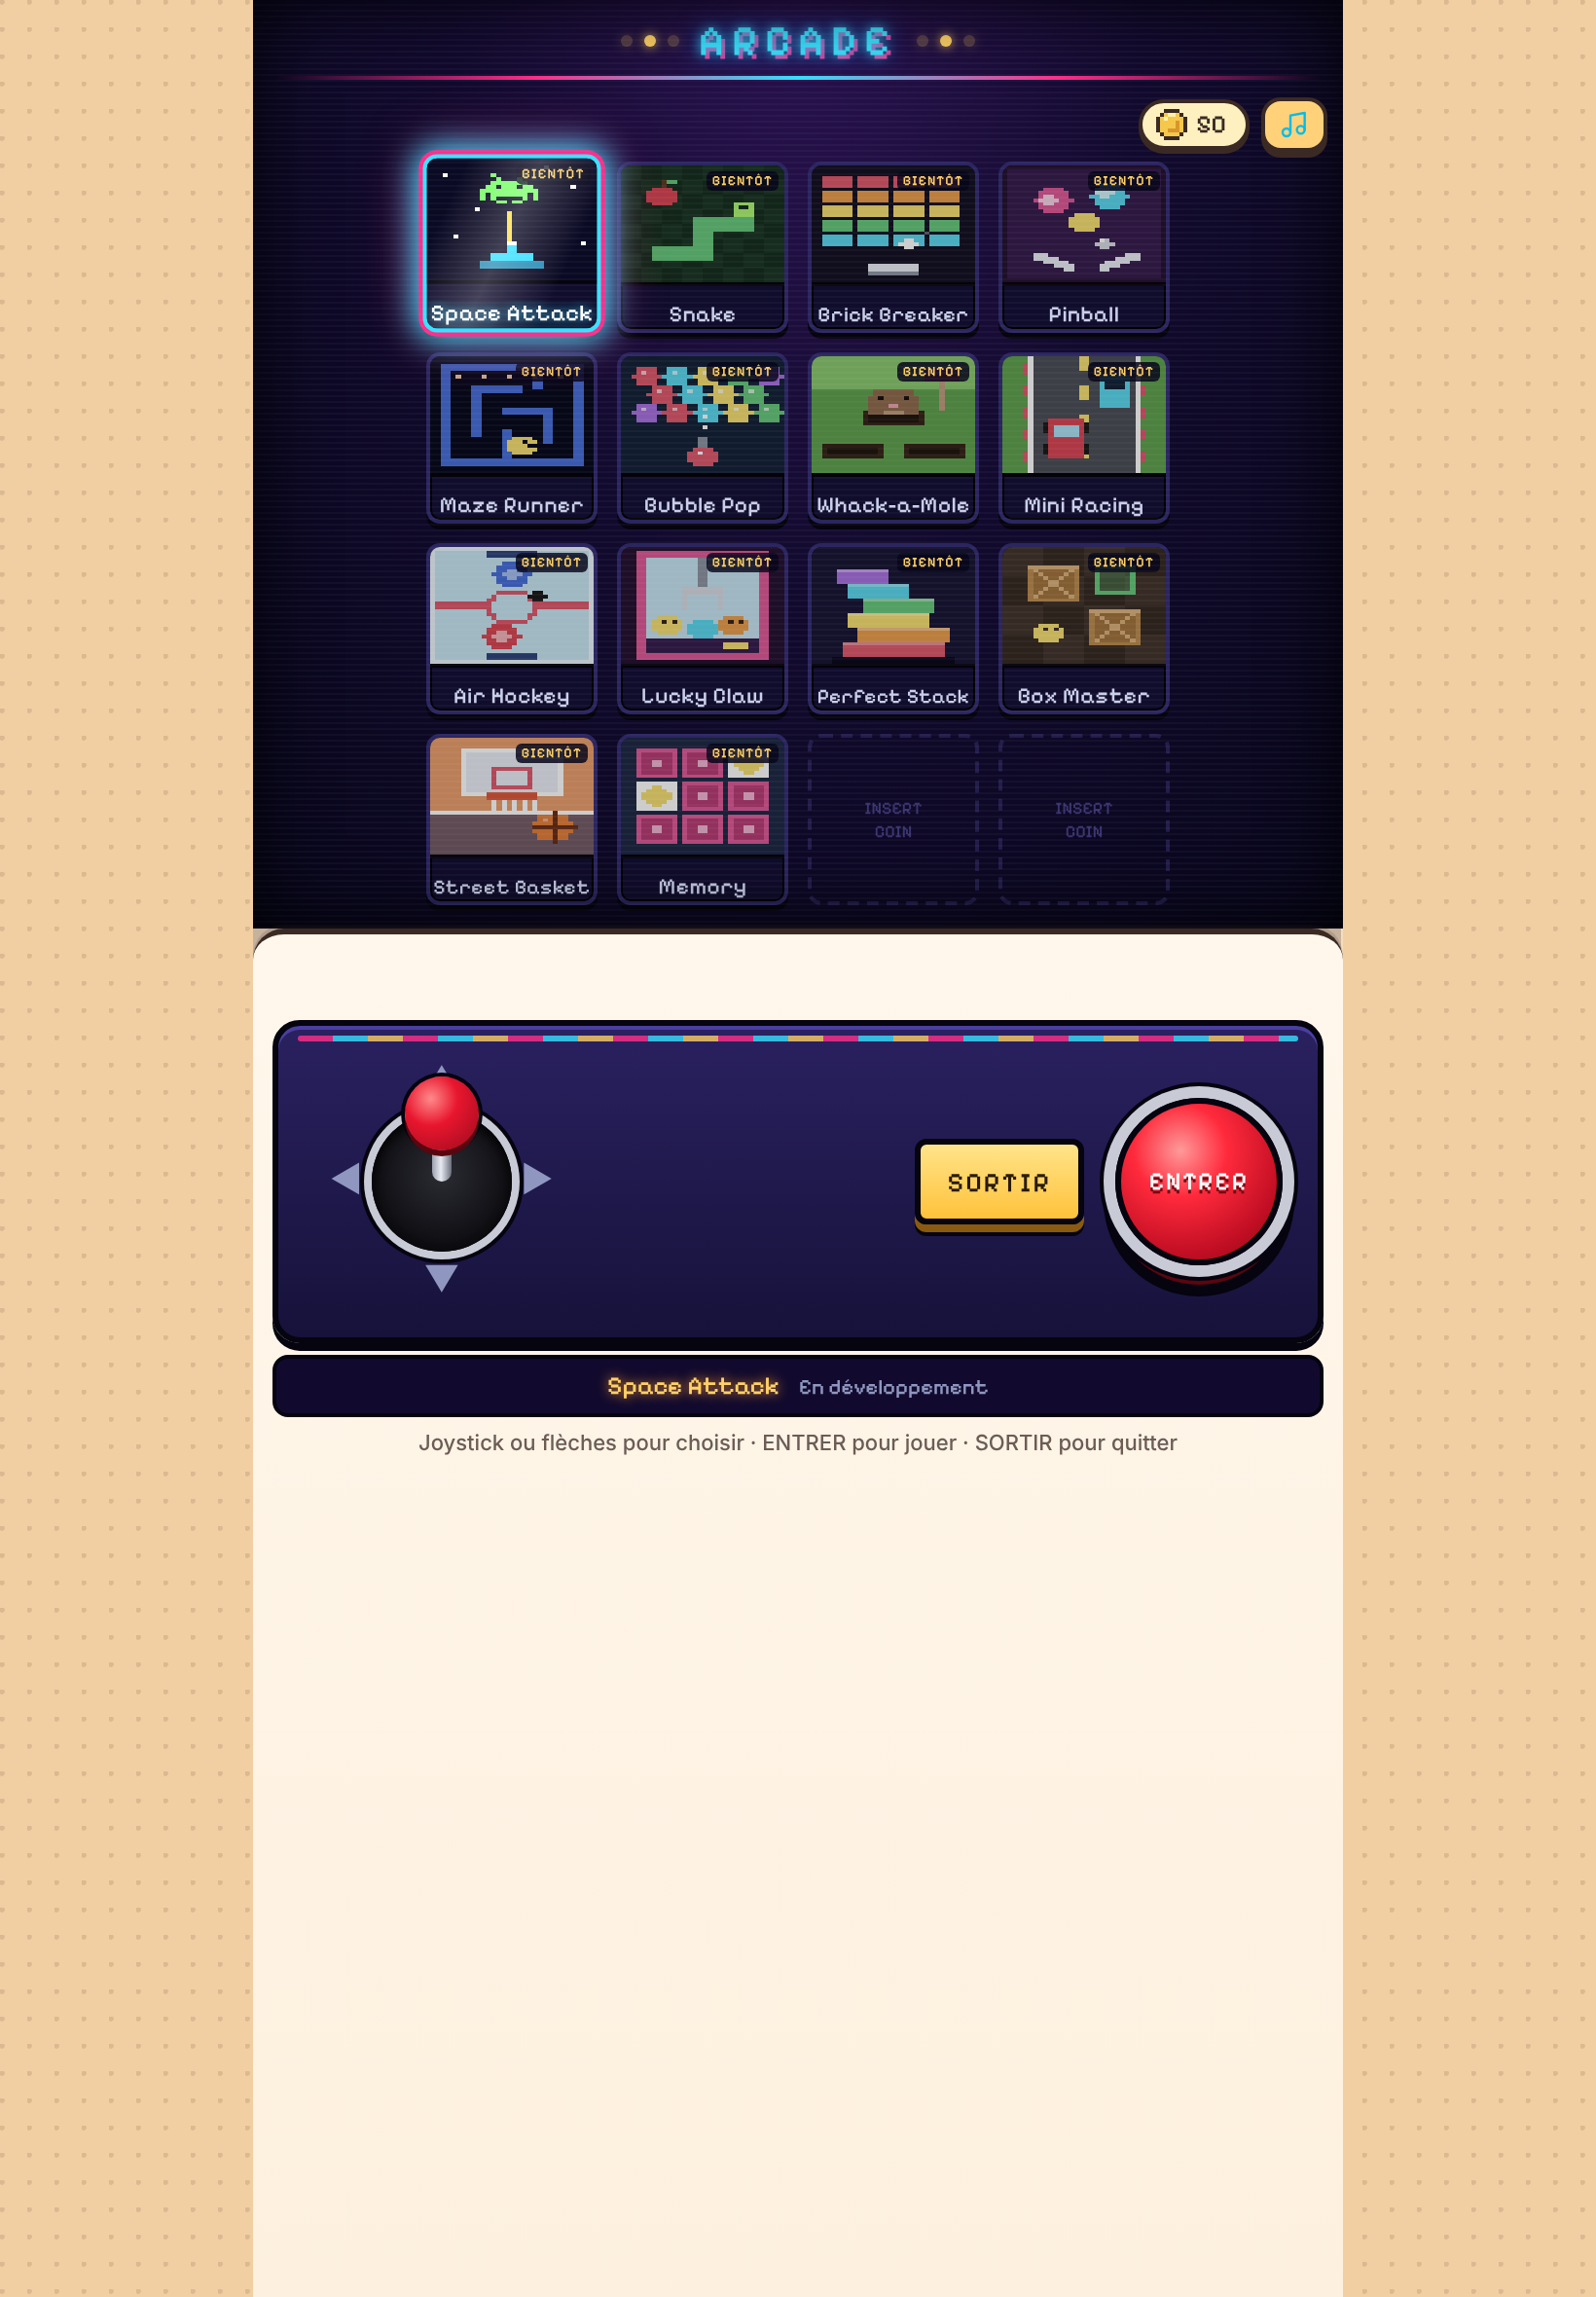 ARCADE
50
BIENTÔT
BIENTÔT
BIENTÔT
BIENTÔT
Space Attack
Snake
Brick Breaker
Pinball
BIENTÔT
BIENTÔT
BIENTÔT
BIENTÔT
Maze Runner
Bubble Pop
Whack-a-Mole
Mini Racing
BIENTÔT
BIENTÔT
BIENTÔT
BIENTÔT
Air Hockey
Lucky Claw
Perfect Stack
Box Master
BIENTÔT
BIENTÔT
INSERT
COIN
INSERT
COIN
Street Basket
Memory
SORTIR
ENTRER
Space Attack En développement
Joystick ou flèches pour choisir · ENTRER pour jouer · SORTIR pour quitter